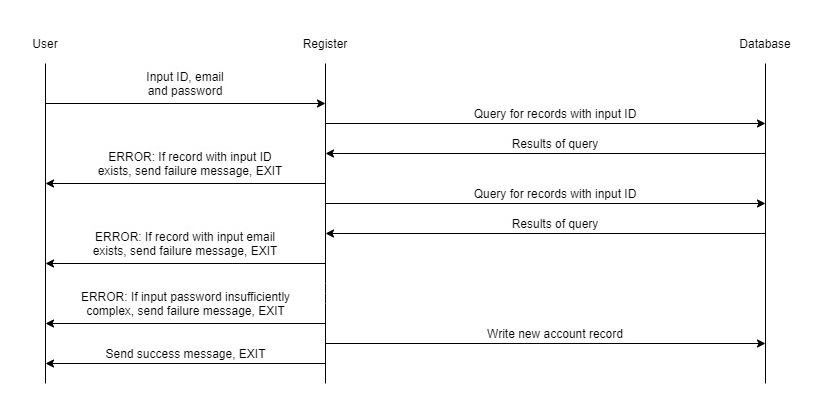 User
Register
Database
Input ID, email
and password
Query for records with input ID
Results of query
ERROR: If record with input ID
exists, send failure message, EXIT
Query for records with input ID
Results of query
ERROR: If record with input email
exists, send failure message, EXIT
ERROR: If input password insufficiently
complex, send failure message, EXIT
Write new account record
Send success message, EXIT